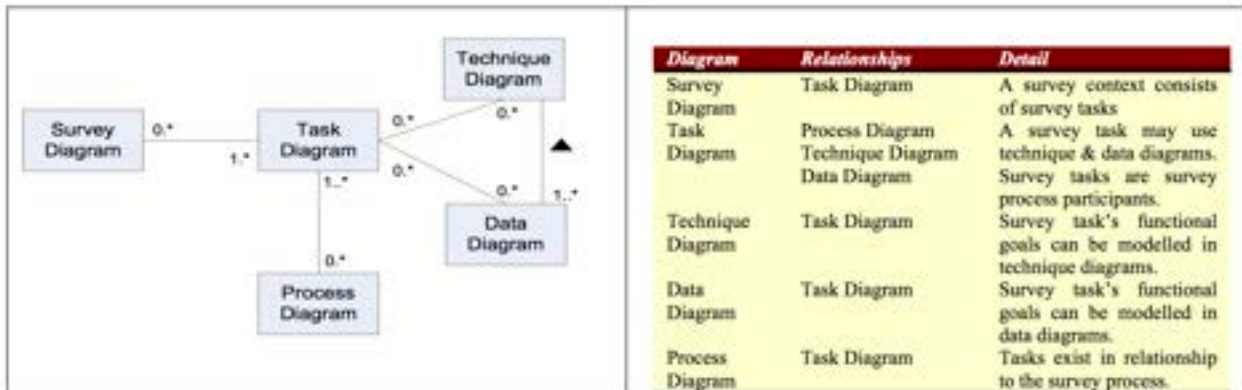 Technique
Diagram
Survey
Diagram
0.*
1.*
Task
Diagram
0.*
0.*
0.*
0.*
1..*
1..*
Data
Diagram
0.*
Process
Diagram
Diagram Relationships Detail
Survey Task Diagram A survey context consists
Diagram of survey tasks
Task Process Diagram A survey task may use
Diagram Technique Diagram technique & data diagrams.
Data Diagram Survey tasks are survey
process participants.
Technique Task Diagram Survey task's functional
Diagram goals can be modelled in
technique diagrams.
Data Task Diagram Survey task's functional
Diagram goals can be modelled in
data diagrams.
Process Task Diagram Tasks exist in relationship
Diagram to the survey process.